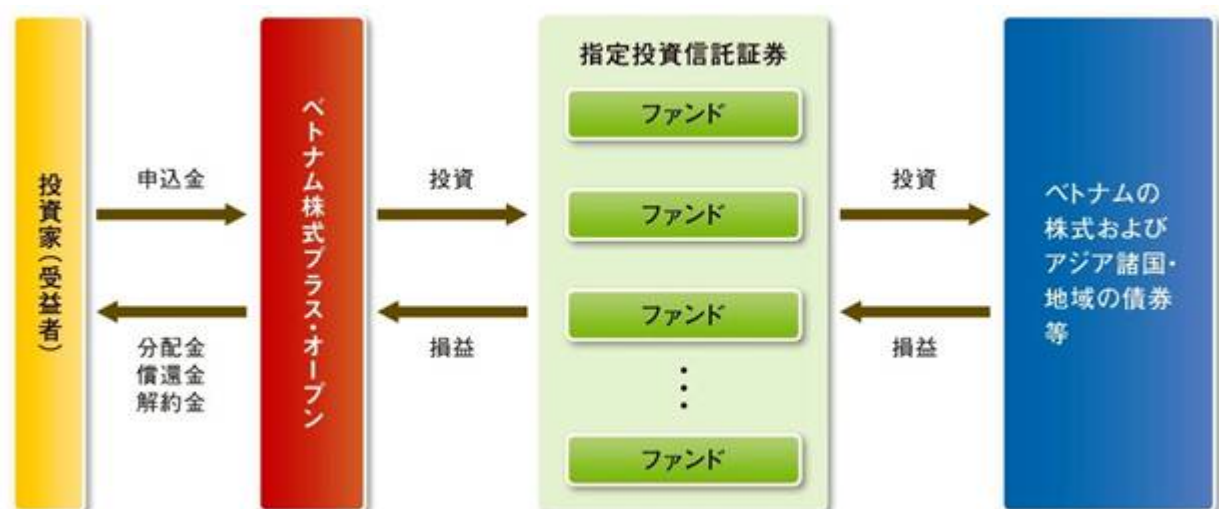 投資家（受益者）
申込金
分配金
償還金
解約金
ベトナム株式プラス・オープン
投資
損益
指定投資信託証券
ファンド
ファンド
ファンド
ファンド
投資
損益
ベトナムの
株式および
アジア諸国・
地域の債券
等